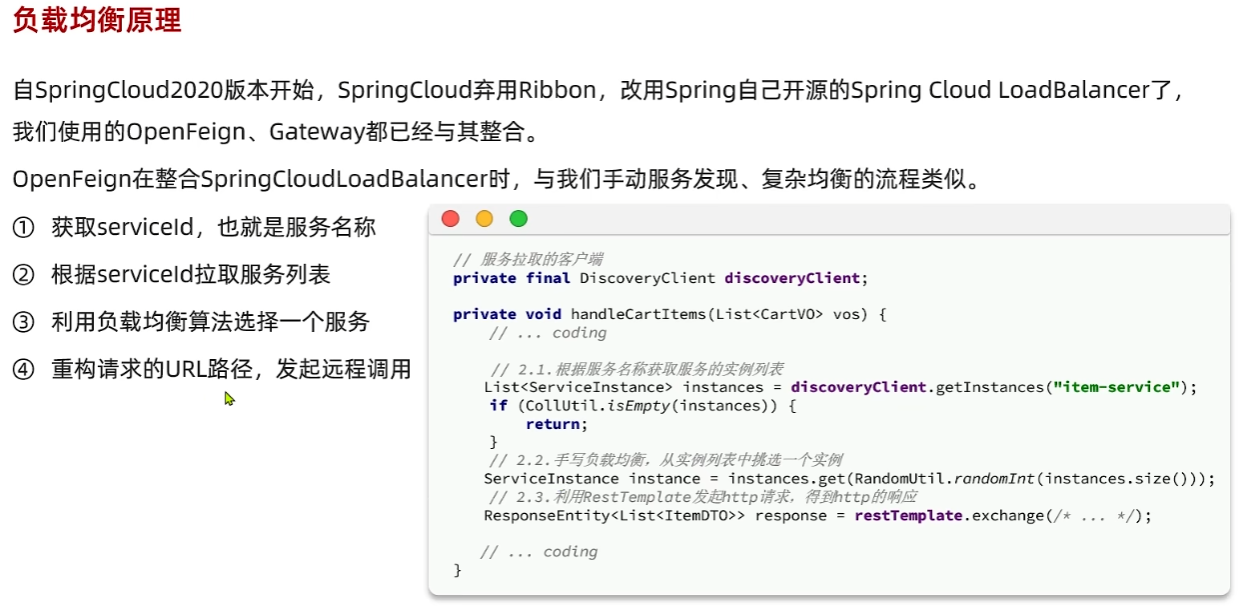 负载均衡原理
自SpringCloud2020版本开始，SpringCloud弃用Ribbon，改用Spring自己开源的Spring Cloud LoadBalancer了，
我们使用的OpenFeign、Gateway都已经与其整合。
OpenFeign在整合SpringCloudLoadBalancer时，与我们手动服务发现、复杂均衡的流程类似。
① 获取serviceId，也就是服务名称
② 根据serviceId拉取服务列表
③ 利用负载均衡算法选择一个服务
④ 重构请求的URL路径，发起远程调用
// 服务拉取的客户端
private final DiscoveryClient discoveryClient;
private void handleCartItems(List<CartVO> vos) {
// ... coding
// 2.1.根据服务名称获取服务的实例列表
List<ServiceInstance> instances = discoveryClient.getInstances("item-service");
if (CollUtil.isEmpty(instances)) {
return;
}
// 2.2.手写负载均衡，从实例列表中挑选一个实例
ServiceInstance instance = instances.get(RandomUtil.randomInt(instances.size()));
// 2.3.利用RestTemplate发起http请求，得到http的响应
ResponseEntity<List<ItemDTO>> response = restTemplate.exchange(/* ... */);
// ... coding
}